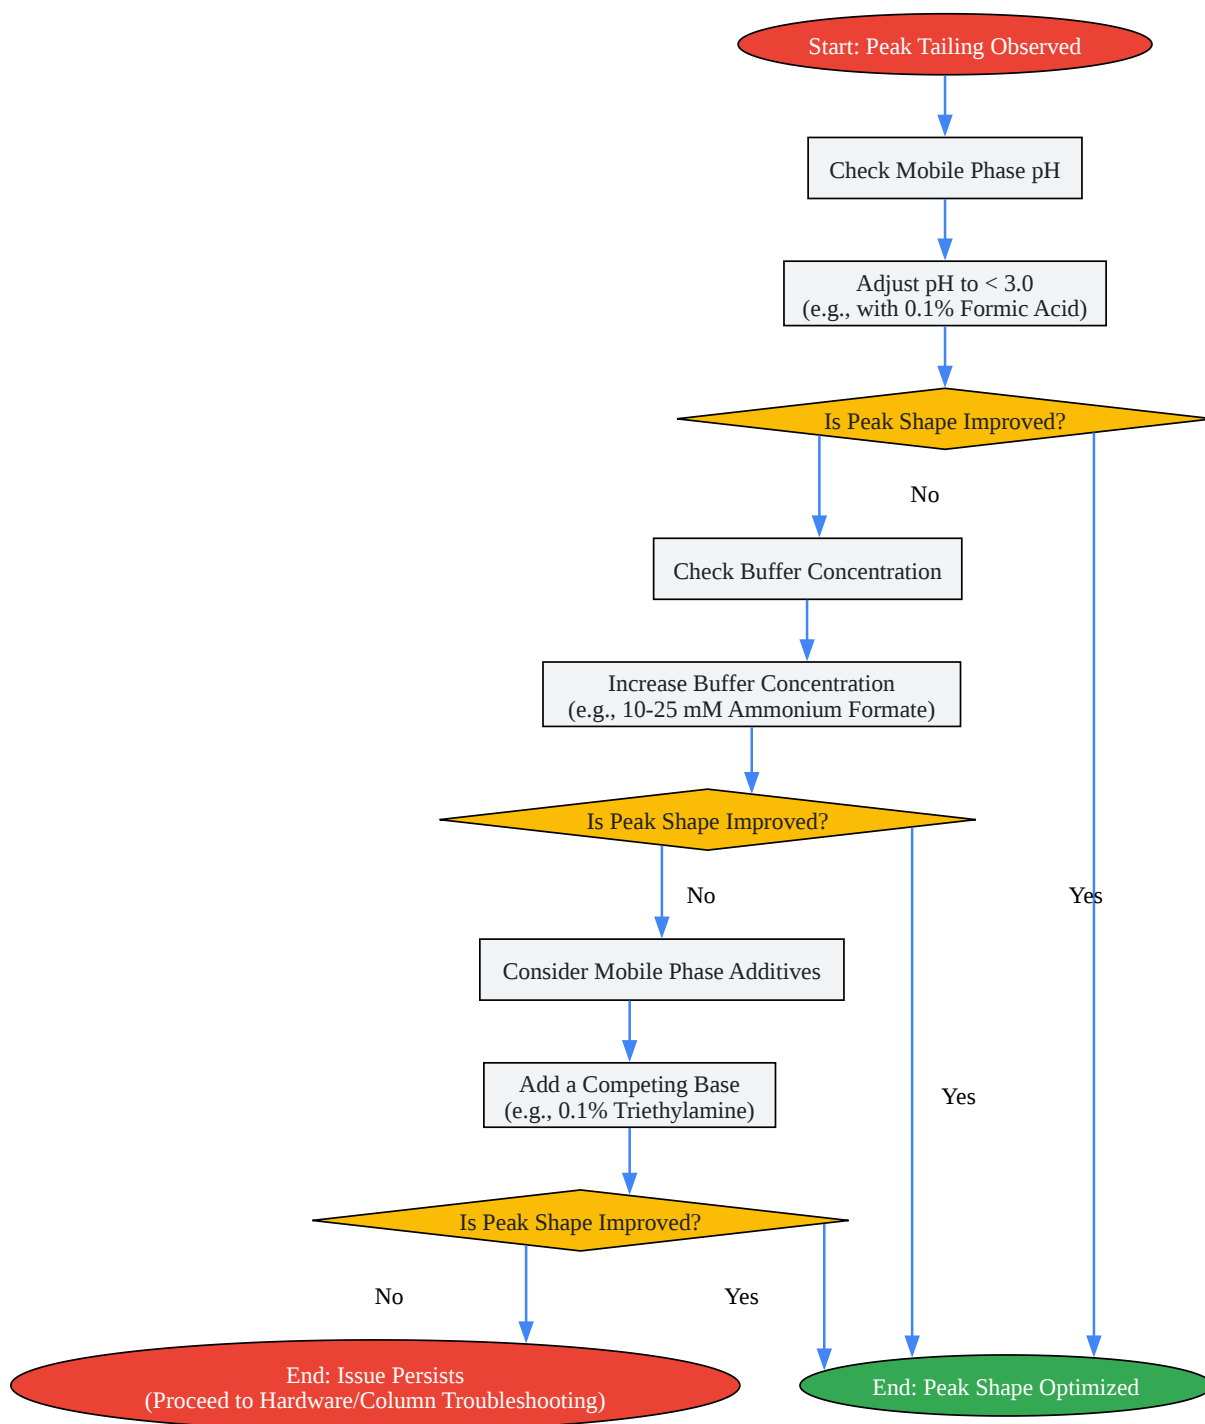 Start: Peak Tailing Observed
Check Mobile Phase pH
Adjust pH to < 3.0
(e.g., with 0.1% Formic Acid)
Is Peak Shape Improved?
No
Check Buffer Concentration
Increase Buffer Concentration
(e.g., 10-25 mM Ammonium Formate)
Is Peak Shape Improved?
No
Yes
Consider Mobile Phase Additives
Add a Competing Base
(e.g., 0.1% Triethylamine)
Yes
Is Peak Shape Improved?
No
Yes
End: Issue Persists
(Proceed to Hardware/Column Troubleshooting)
End: Peak Shape Optimized